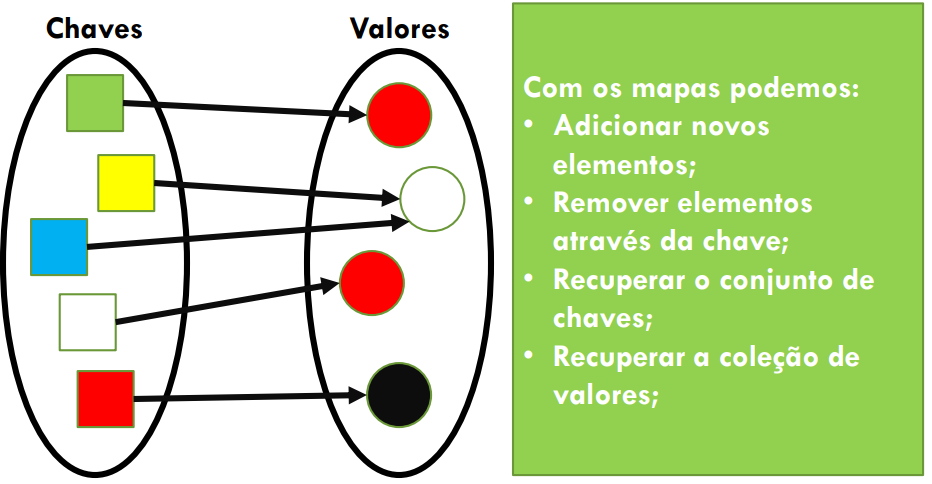 Chaves
Valores
Com os mapas podemos:
• Adicionar novos
elementos;
• Remover elementos
através da chave;
• Recuperar o conjunto de
chaves;
• Recuperar a coleção de
valores;